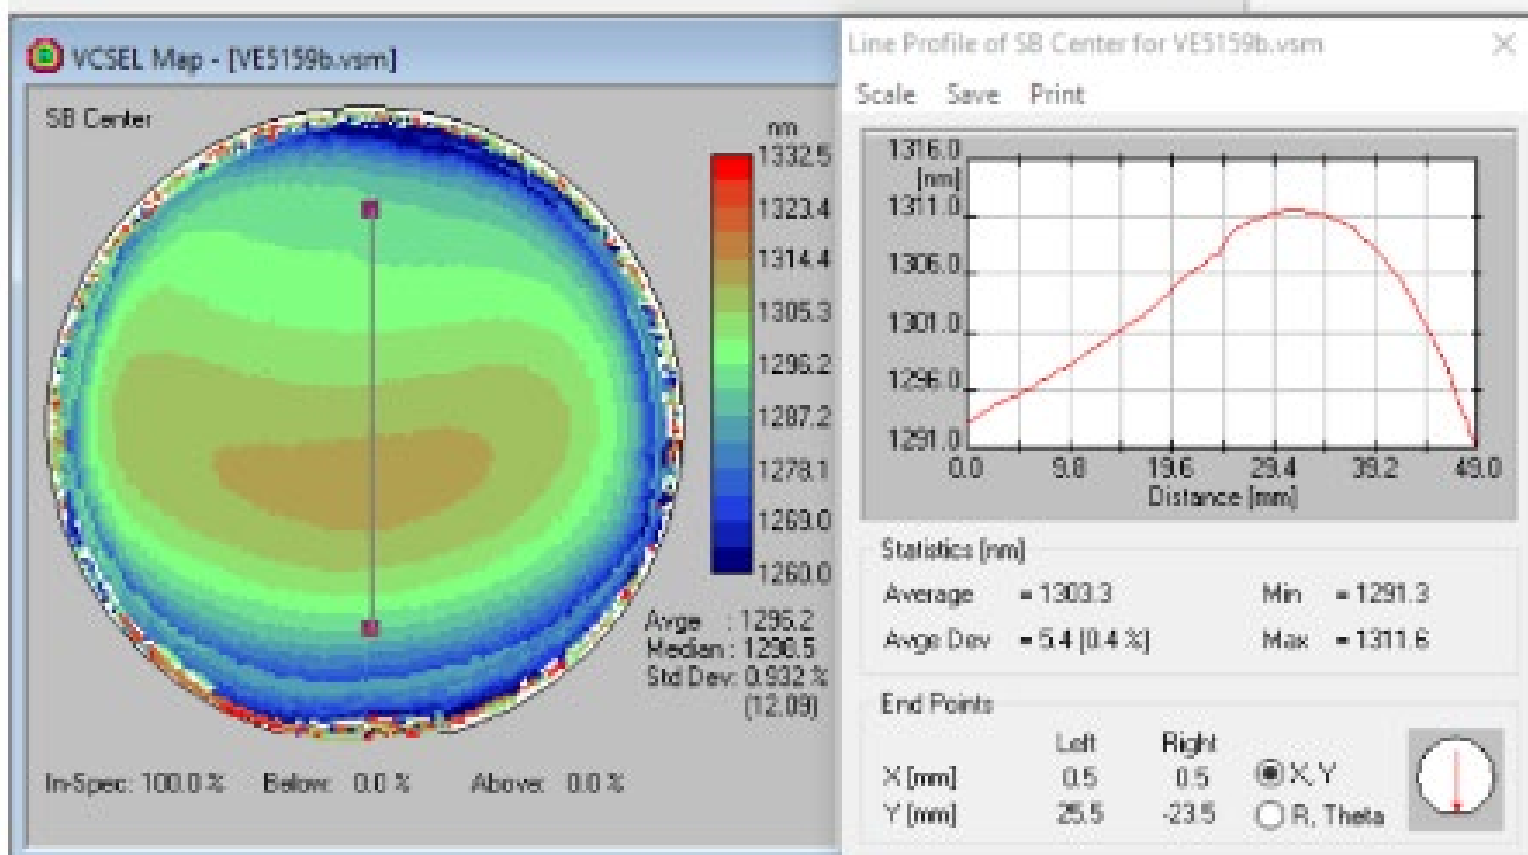 VCSEL Map - [VE5159b.vsm]
SB Center
nm
1332.5
1323.4
1314.4
1305.3
1296.2
1287.2
1278.1
1269.0
1260.0
Avge : 1296.2
Median : 1298.5
Std Dev: 0.932 %
(12.09)
In-Spec: 100.0 % Below: 0.0 % Above: 0.0 %
Line Profile of SB Center for VE5159b.vsm
Scale Save Print
1316.0
[nm]
1311.0
1306.0
1301.0
1296.0
1291.0
0.0 9.8 19.6 29.4 39.2 49.0
Distance [mm]
Statistics [nm]
Average = 1303.3 Min = 1291.3
Avge Dev = 5.4 [0.4 %] Max = 1311.6
End Points
Left Right
X [mm] 0.5 0.5 X, Y
Y [mm] 25.5 -23.5 R, Theta